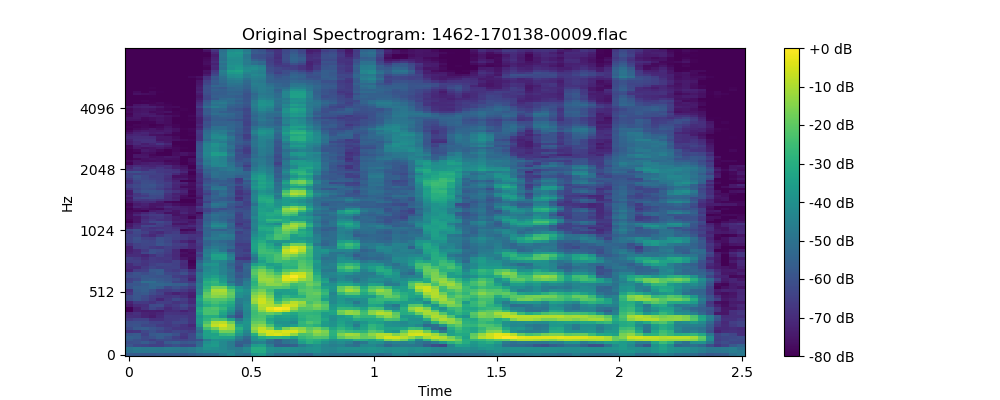 Original Spectrogram: 1462-170138-0009.flac
+0 dB
-10 dB
-20 dB
-30 dB
-40 dB
-50 dB
-60 dB
-70 dB
-80 dB
Hz
4096
2048
1024
512
0
0
0.5
1
1.5
2
2.5
Time